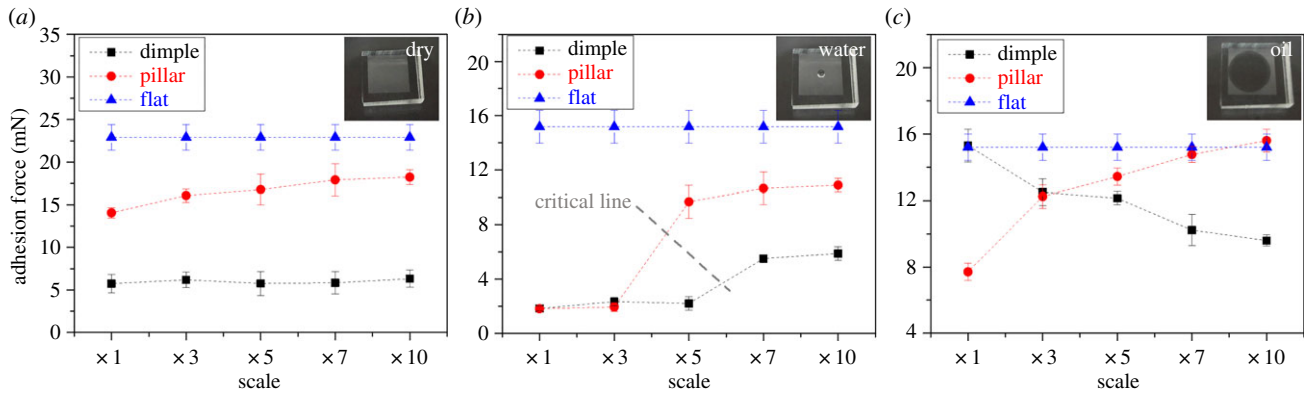 (a)
35
30
25
20
15
10
5
0
adhesion force (mN)
dimple
pillar
flat
dry
× 1
× 3
× 5
× 7
× 10
scale
(b)
20
16
12
8
4
0
dimple
pillar
flat
water
critical line
× 1
× 3
× 5
× 7
× 10
scale
(c)
20
16
12
8
4
dimple
pillar
flat
oil
× 1
× 3
× 5
× 7
× 10
scale